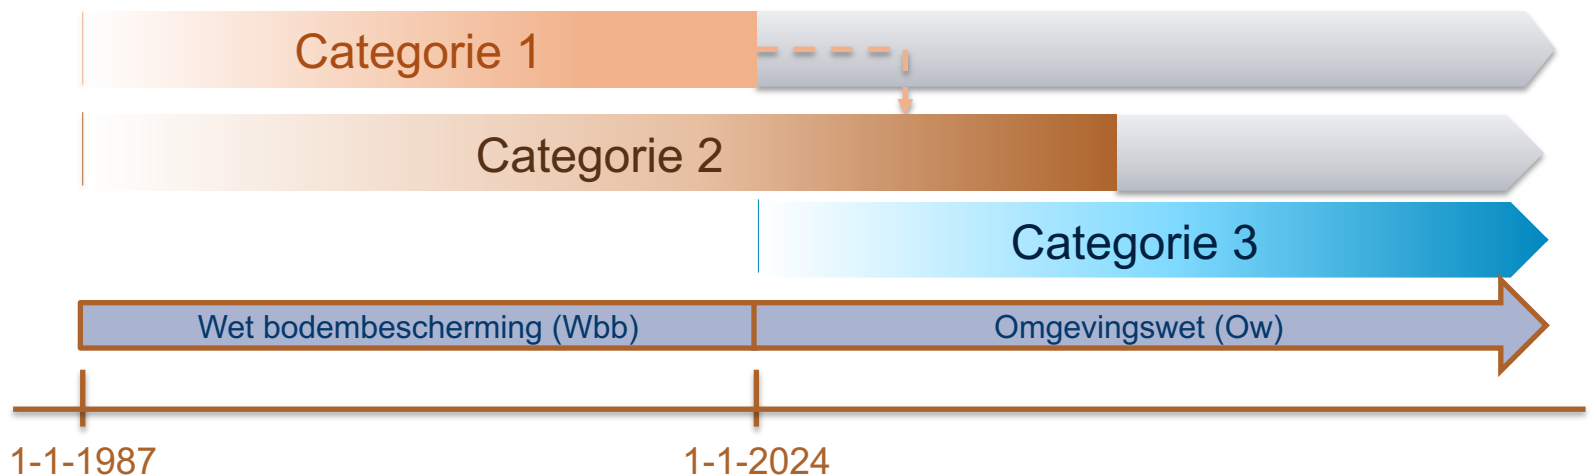 Categorie 1
Categorie 2
Categorie 3
Wet bodembescherming (Wbb)
Omgevingswet (Ow)
1-1-1987
1-1-2024